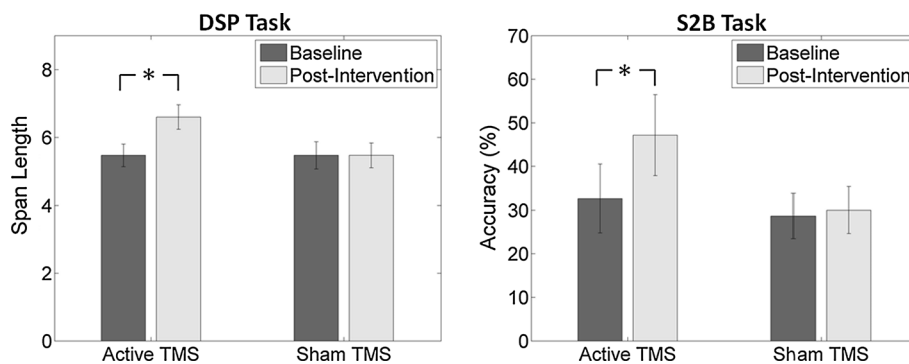 DSP Task
Span Length
8
6
4
2
0
Baseline
Post-Intervention
*
Active TMS
Sham TMS
S2B Task
Accuracy (%)
70
60
50
40
30
20
10
0
Baseline
Post-Intervention
*
Active TMS
Sham TMS